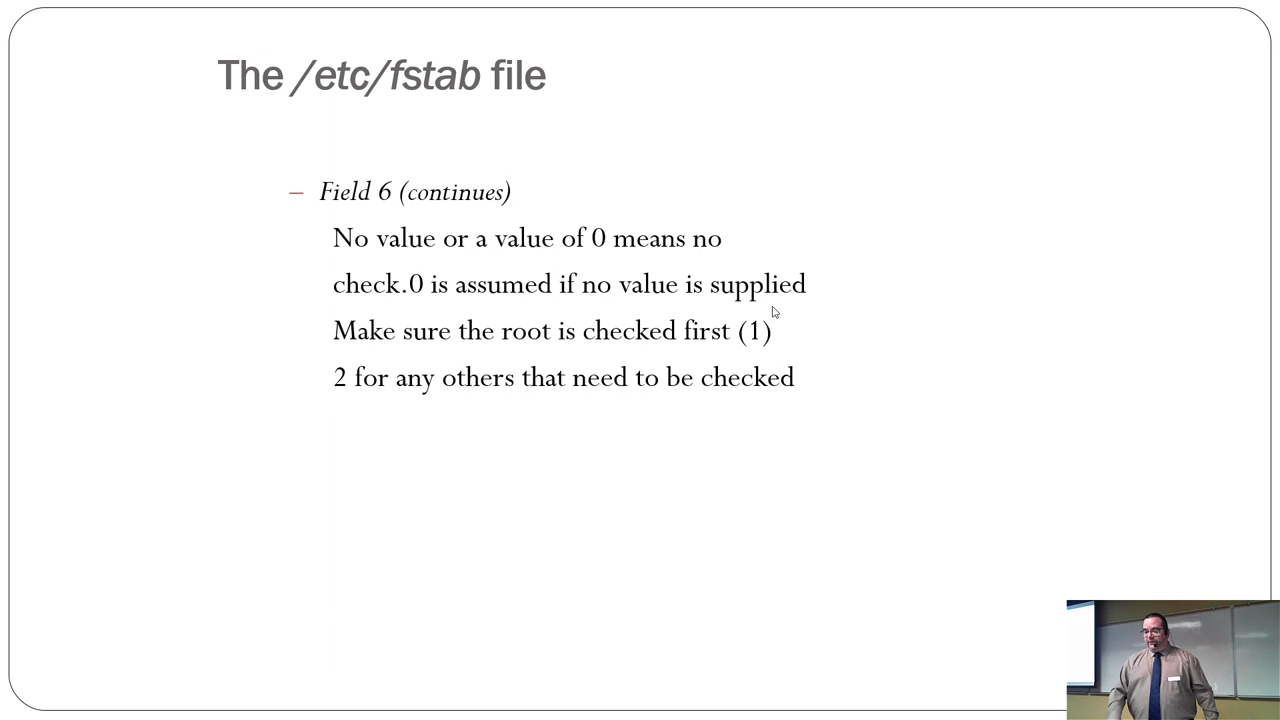 The /etc/fstab file
– Field 6 (continues)
No value or a value of 0 means no
check.0 is assumed if no value is supplied
Make sure the root is checked first (1)
2 for any others that need to be checked